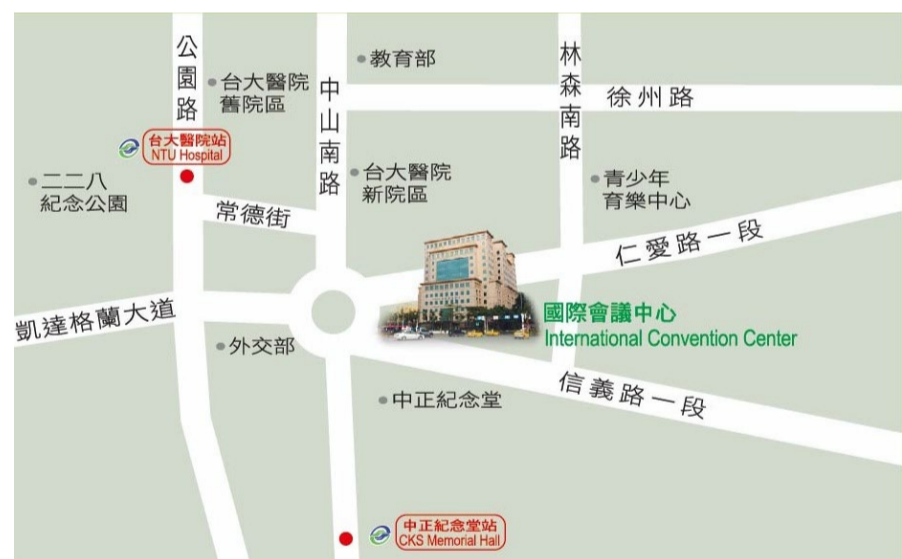 公園路
中山南路
林森南路
教育部
台大醫院
舊院區
徐州路
台大醫院站
NTU Hospital
二二八
紀念公園
台大醫院
新院區
青少年
育樂中心
常德街
仁愛路一段
凱達格蘭大道
國際會議中心
International Convention Center
外交部
信義路一段
中正紀念堂
中正紀念堂站
CKS Memorial Hall